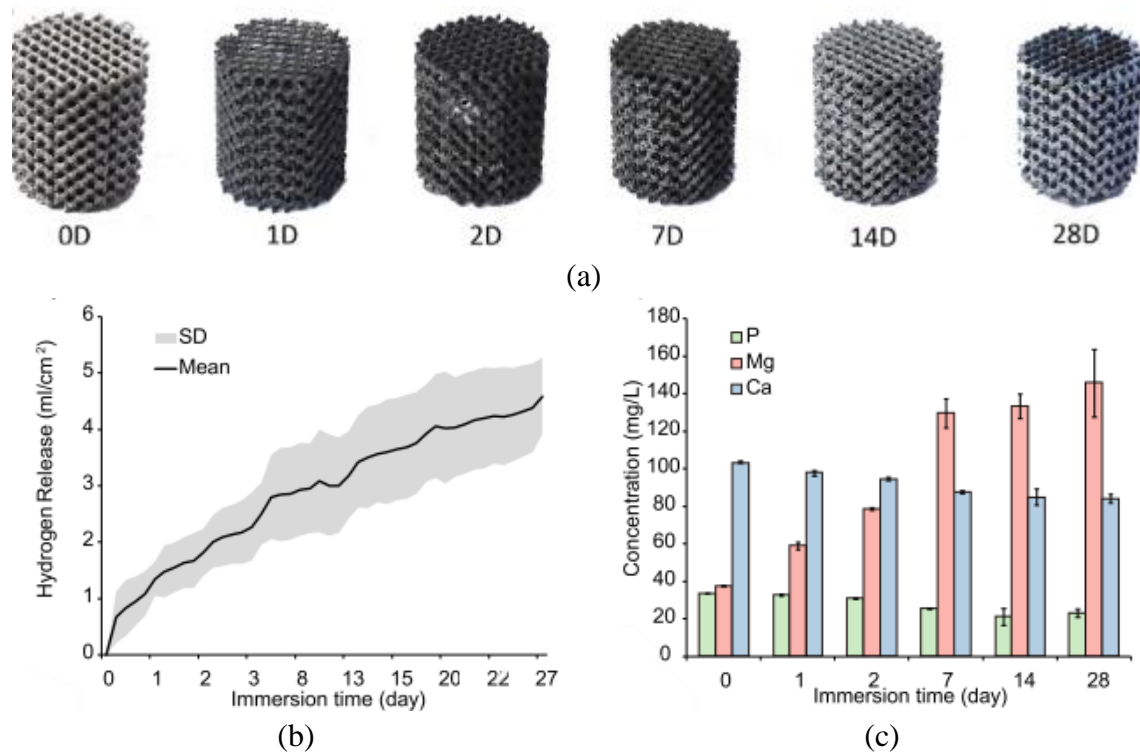 0D 1D 2D 7D 14D 28D
(a)
Hydrogen Release (ml/cm⁻²)
6
5
4
3
2
1
0
SD
Mean
0 1 2 3 8 13 15 20 22 27
Immersion time (day)
(b)
Concentration (mg/L)
180
160
140
120
100
80
60
40
20
0
P
Mg
Ca
0 1 2 7 14 28
Immersion time (day)
(c)